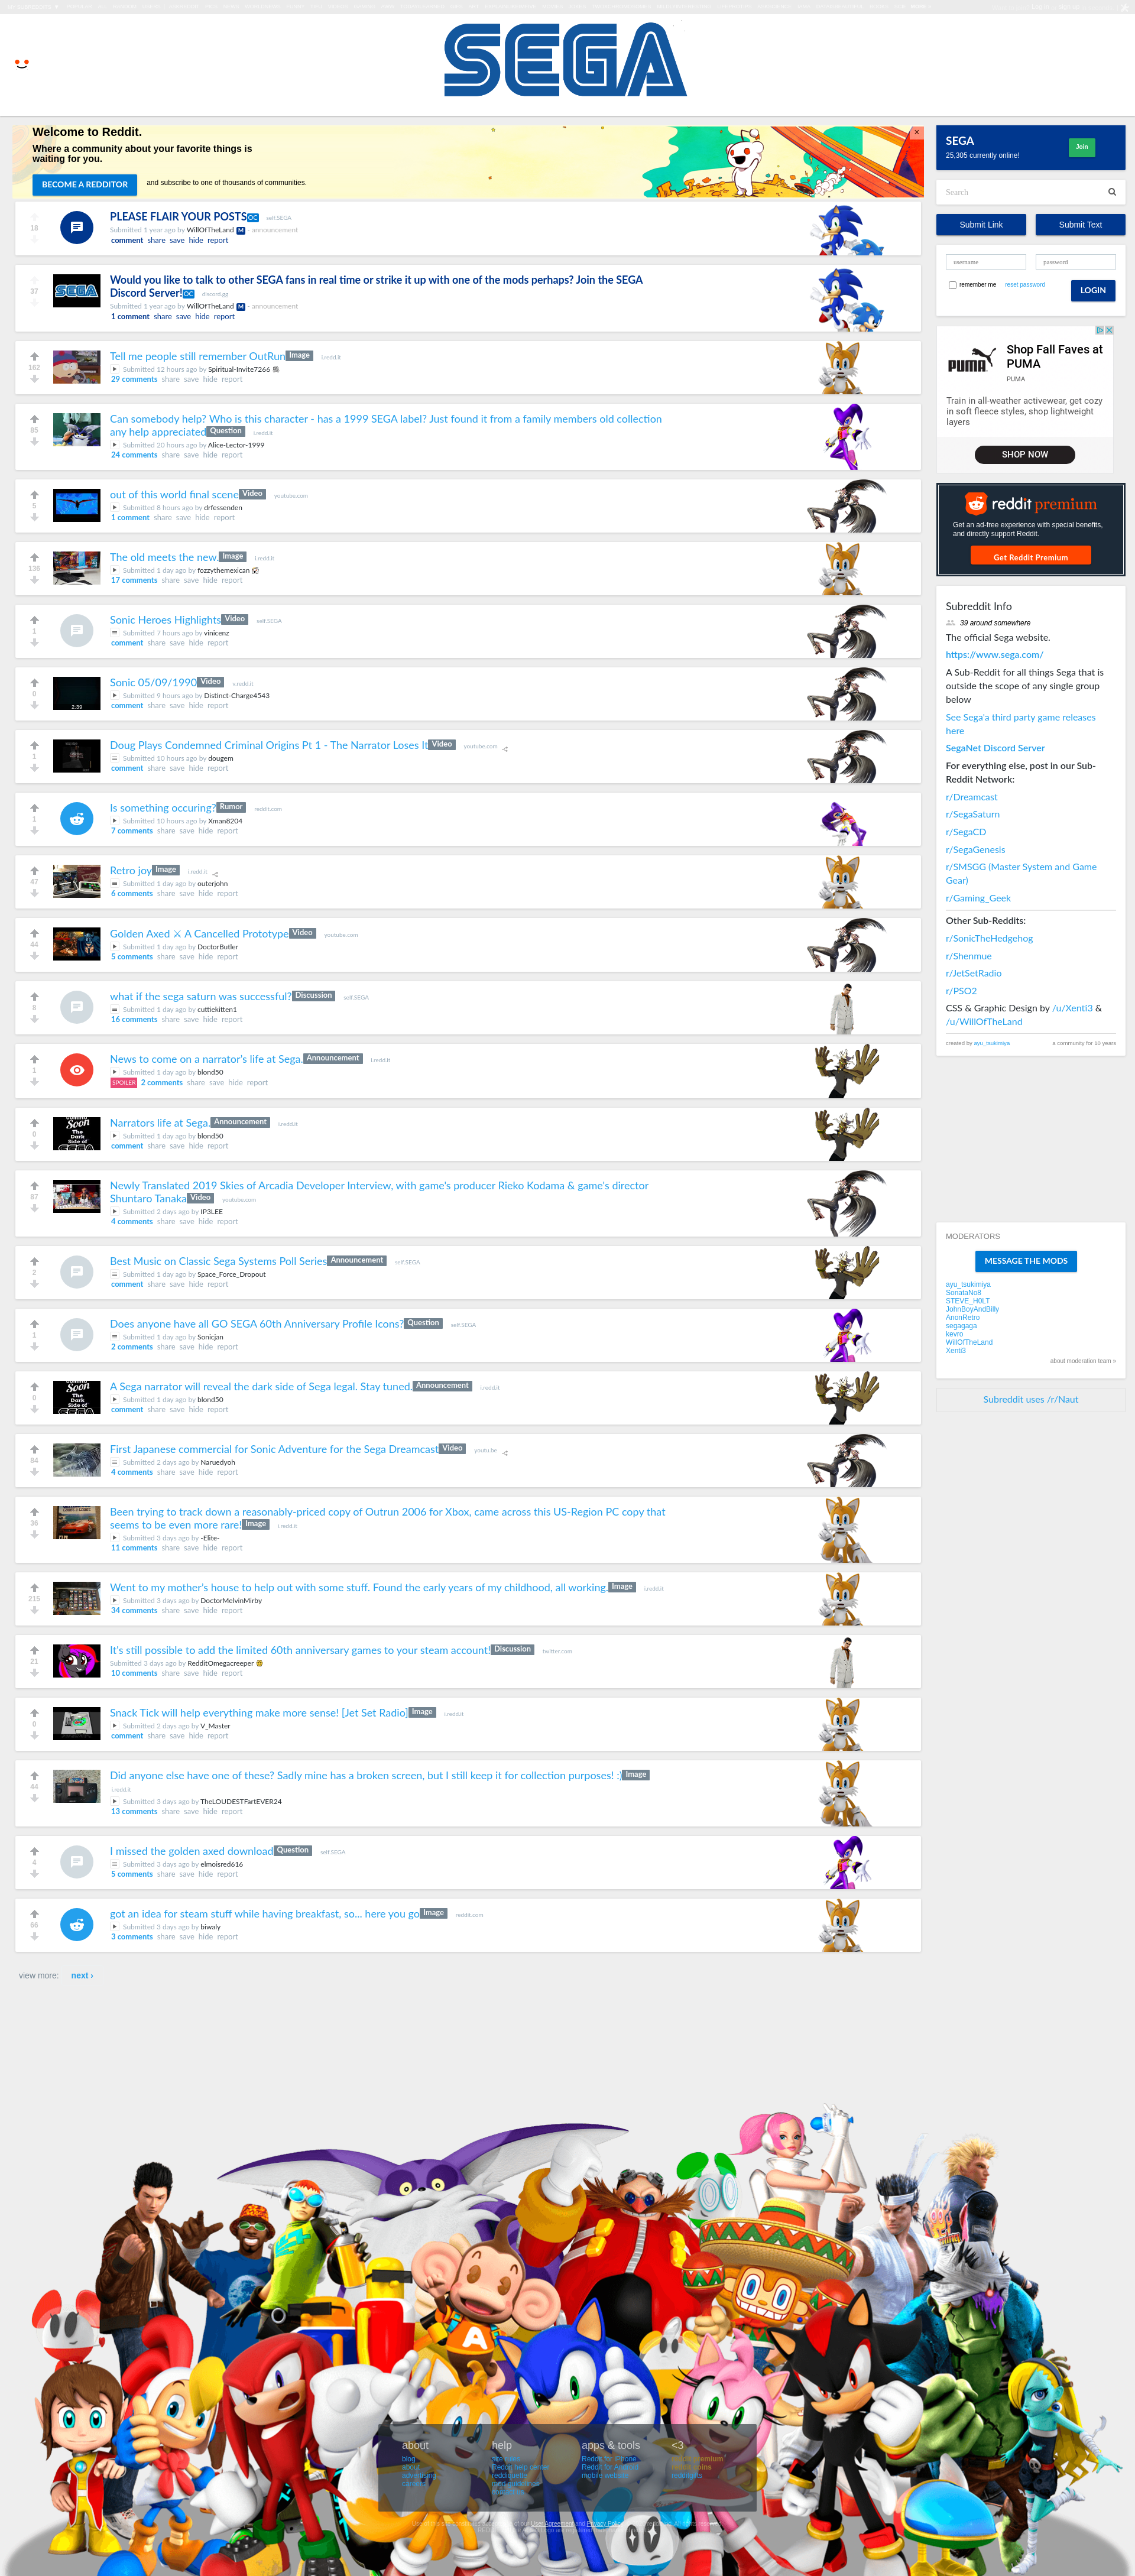 SEGA
Welcome to Reddit.
Where a community about your favorite things is
waiting for you.
BECOME A REDDITOR
and subscribe to one of thousands of communities.
×
18
PLEASE FLAIR YOUR POSTS OC self.SEGA
Submitted 1 year ago by WillOfTheLand M - announcement
comment share save hide report
37
SEGA
Would you like to talk to other SEGA fans in real time or strike it up with one of the mods perhaps? Join the SEGA
Discord Server! OC discord.gg
Submitted 1 year ago by WillOfTheLand M - announcement
1 comment share save hide report
162
Tell me people still remember OutRun Image i.redd.it
Submitted 12 hours ago by Spiritual-Invite7266
29 comments share save hide report
85
Can somebody help? Who is this character - has a 1999 SEGA label? Just found it from a family members old collection
any help appreciated Question i.redd.it
Submitted 20 hours ago by Alice-Lector-1999
24 comments share save hide report
5
out of this world final scene Video youtube.com
Submitted 8 hours ago by drfessenden
1 comment share save hide report
136
The old meets the new. Image i.redd.it
Submitted 1 day ago by fozzythemexican
17 comments share save hide report
1
Sonic Heroes Highlights Video self.SEGA
Submitted 7 hours ago by vinicenz
comment share save hide report
0
2:39
Sonic 05/09/1990 Video v.redd.it
Submitted 9 hours ago by Distinct-Charge4543
comment share save hide report
1
Doug Plays Condemned Criminal Origins Pt 1 - The Narrator Loses It Video youtube.com
Submitted 10 hours ago by dougem
comment share save hide report
1
Is something occuring? Rumor reddit.com
Submitted 10 hours ago by Xman8204
7 comments share save hide report
47
Retro joy Image i.redd.it
Submitted 1 day ago by outerjohn
6 comments share save hide report
44
Golden Axed ⚔ A Cancelled Prototype Video youtube.com
Submitted 1 day ago by DoctorButler
5 comments share save hide report
8
what if the sega saturn was successful? Discussion self.SEGA
Submitted 1 day ago by cuttiekitten1
16 comments share save hide report
1
News to come on a narrator's life at Sega. Announcement i.redd.it
Submitted 1 day ago by blond50
SPOILER 2 comments share save hide report
0
Soon
The Dark
Side of
SEGA
Narrators life at Sega. Announcement i.redd.it
Submitted 1 day ago by blond50
comment share save hide report
87
Newly Translated 2019 Skies of Arcadia Developer Interview, with game's producer Rieko Kodama & game's director
Shuntaro Tanaka Video youtube.com
Submitted 2 days ago by IP3LEE
4 comments share save hide report
2
Best Music on Classic Sega Systems Poll Series Announcement self.SEGA
Submitted 1 day ago by Space_Force_Dropout
comment share save hide report
1
Does anyone have all GO SEGA 60th Anniversary Profile Icons? Question self.SEGA
Submitted 1 day ago by Sonicjan
2 comments share save hide report
0
Soon
The Dark
Side of
SEGA
A Sega narrator will reveal the dark side of Sega legal. Stay tuned. Announcement i.redd.it
Submitted 1 day ago by blond50
comment share save hide report
84
First Japanese commercial for Sonic Adventure for the Sega Dreamcast Video youtu.be
Submitted 2 days ago by Naruedyoh
4 comments share save hide report
36
Been trying to track down a reasonably-priced copy of Outrun 2006 for Xbox, came across this US-Region PC copy that
seems to be even more rare! Image i.redd.it
Submitted 3 days ago by -Elite-
11 comments share save hide report
215
Went to my mother's house to help out with some stuff. Found the early years of my childhood, all working. Image i.redd.it
Submitted 3 days ago by DoctorMelvinMirby
34 comments share save hide report
21
It's still possible to add the limited 60th anniversary games to your steam account! Discussion twitter.com
Submitted 3 days ago by RedditOmegacreeper
10 comments share save hide report
0
Snack Tick will help everything make more sense! [Jet Set Radio] Image i.redd.it
Submitted 2 days ago by V_Master
comment share save hide report
44
Did anyone else have one of these? Sadly mine has a broken screen, but I still keep it for collection purposes! :) Image
i.redd.it
Submitted 3 days ago by TheLOUDESTFartEVER24
13 comments share save hide report
4
I missed the golden axed download Question self.SEGA
Submitted 3 days ago by elmoisred616
5 comments share save hide report
66
got an idea for steam stuff while having breakfast, so... here you go Image reddit.com
Submitted 3 days ago by biwaly
3 comments share save hide report
view more: next ›
SEGA
25,305 currently online!
Join
Search
Submit Link Submit Text
username password
remember me reset password LOGIN
PUMA
Shop Fall Faves at
PUMA
PUMA
Train in all-weather activewear, get cozy
in soft fleece styles, shop lightweight
layers
SHOP NOW
reddit premium
Get an ad-free experience with special benefits,
and directly support Reddit.
Get Reddit Premium
Subreddit Info
39 around somewhere
The official Sega website.
https://www.sega.com/
A Sub-Reddit for all things Sega that is
outside the scope of any single group
below
See Sega'a third party game releases
here
SegaNet Discord Server
For everything else, post in our Sub-
Reddit Network:
r/Dreamcast
r/SegaSaturn
r/SegaCD
r/SegaGenesis
r/SMSGG (Master System and Game
Gear)
r/Gaming_Geek
Other Sub-Reddits:
r/SonicTheHedgehog
r/Shenmue
r/JetSetRadio
r/PSO2
CSS & Graphic Design by /u/Xenti3 &
/u/WillOfTheLand
created by ayu_tsukimiya a community for 10 years
MODERATORS
MESSAGE THE MODS
ayu_tsukimiya
SonataNo8
STEVE_H0LT
JohnBoyAndBilly
AnonRetro
segagaga
kevro
WillOfTheLand
Xenti3
about moderation team »
Subreddit uses /r/Naut
A
about
blog
about
advertising
careers
help
Reddit help center
reddiquette
apps & tools
Reddit for iPhone
Reddit for Android
mobile website
<3
User Agreement and Privacy Policy